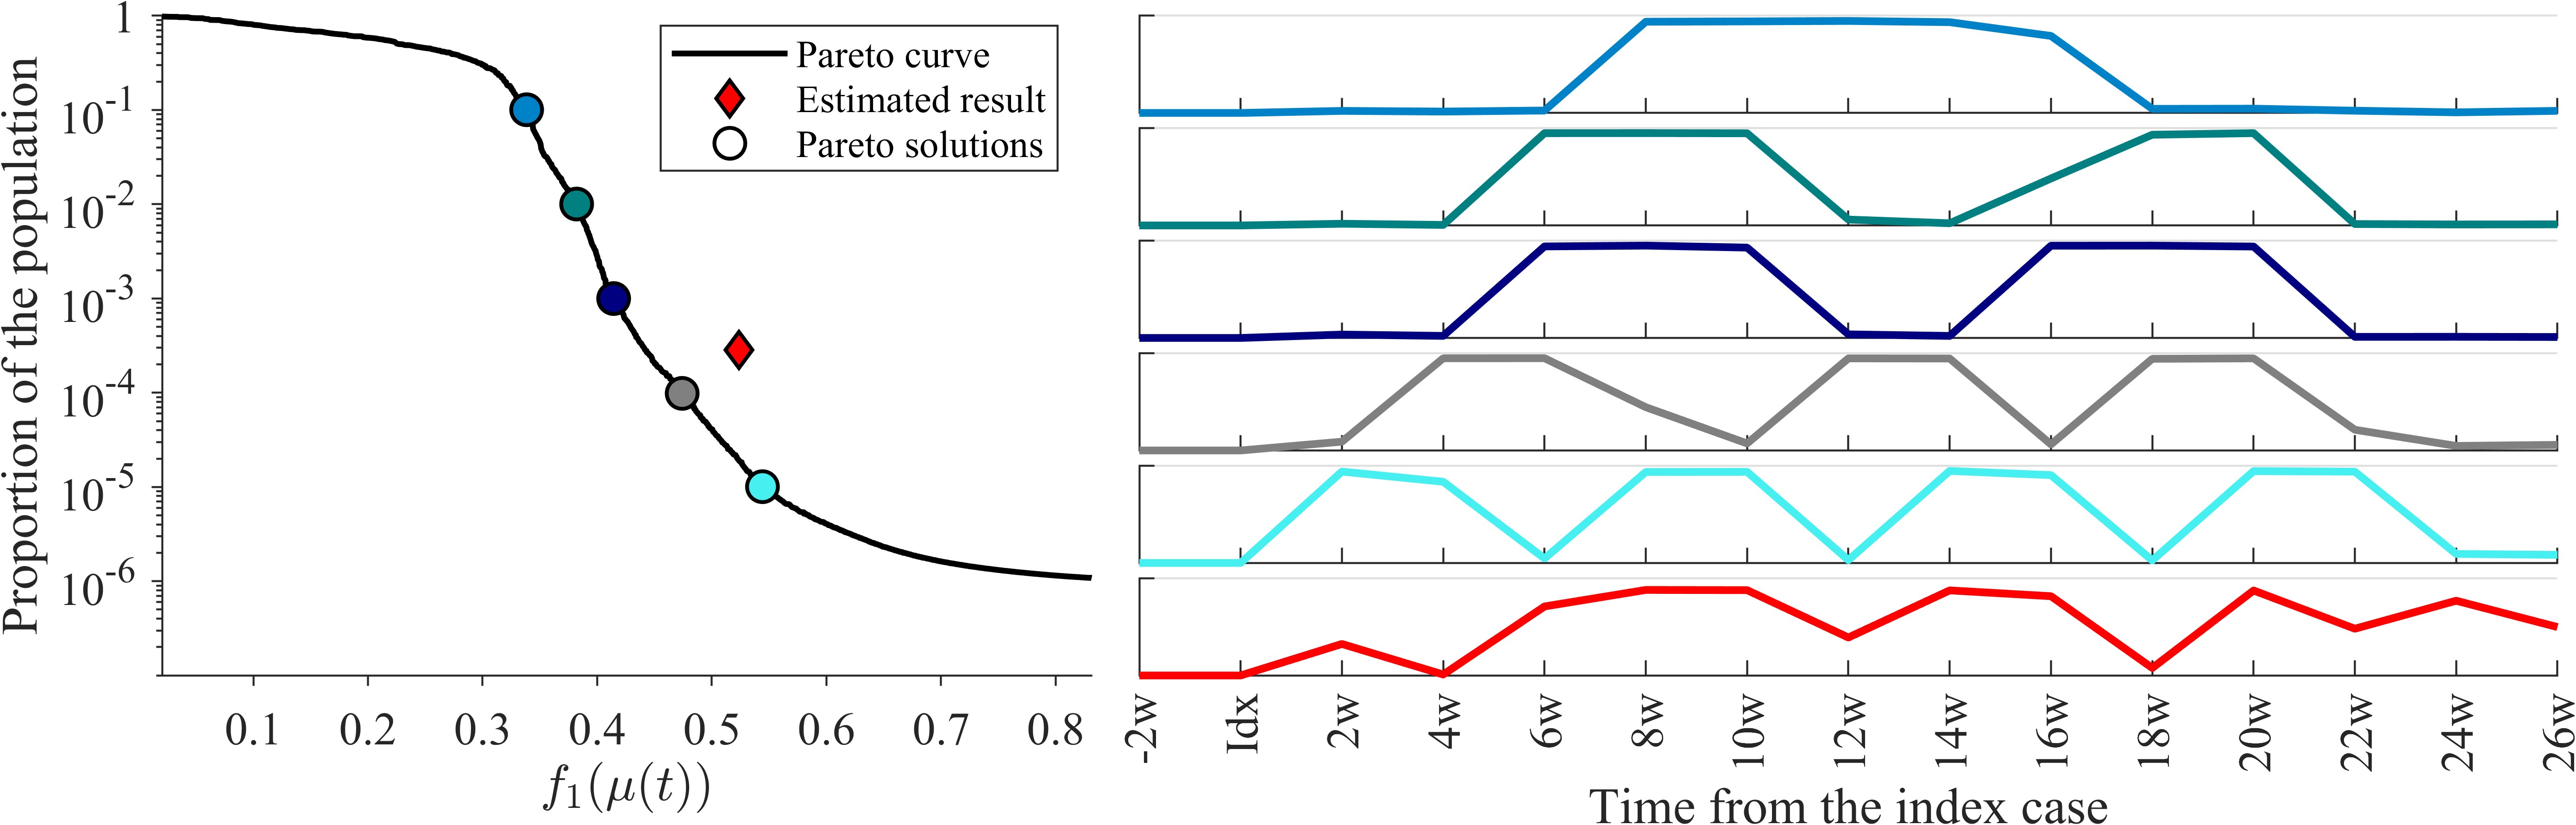 Proportion of the population
1
10-1
10-2
10-3
10-4
10-5
10-6
Pareto curve
Estimated result
Pareto solutions
0.1 0.2 0.3 0.4 0.5 0.6 0.7 0.8
f1(μ(t))
-2w Idx 2w 4w 6w 8w 10w 12w 14w 16w 18w 20w 22w 24w 26w
Time from the index case